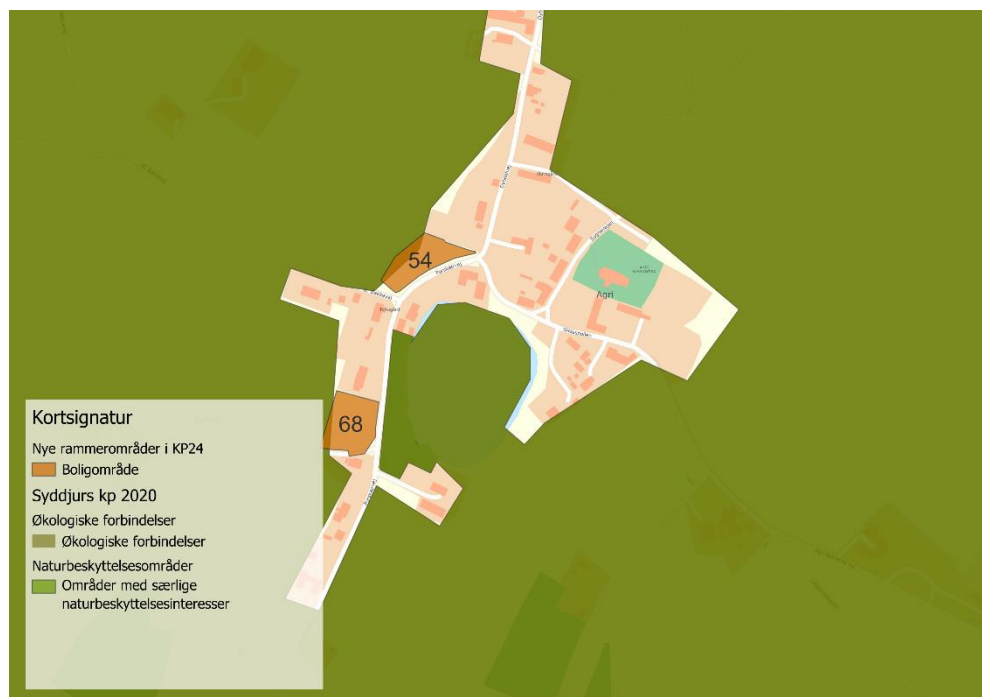 54
Agri
68
Kortsignatur
Nye rammerområder i KP24
Boligområde
Syddjurs kp 2020
Økologiske forbindelser
Økologiske forbindelser
Naturbeskyttelsesområder
Områder med særlige
naturbeskyttelsesinteresser